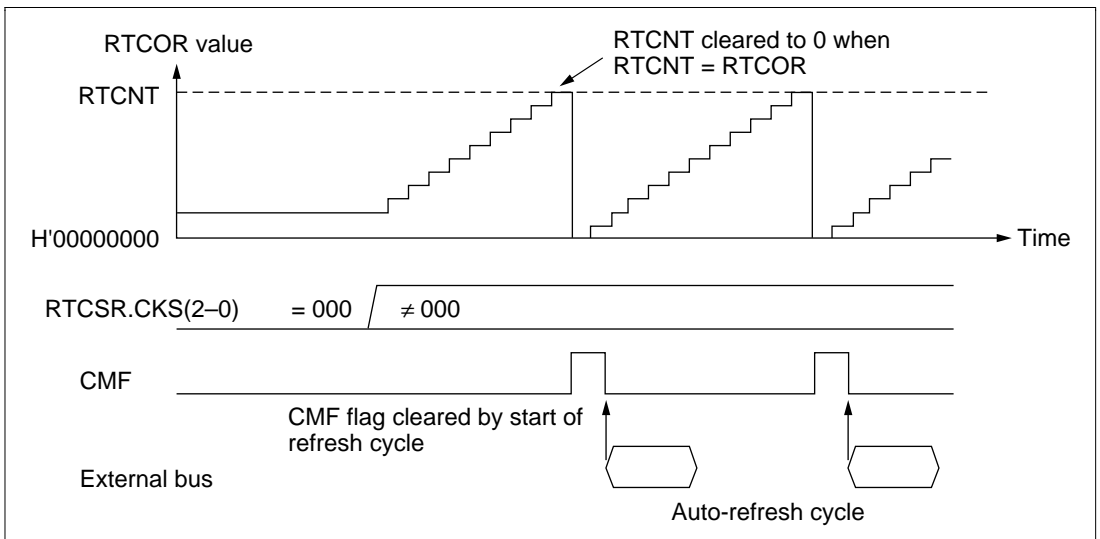 RTCOR value
RTCNT cleared to 0 when
RTCNT = RTCOR
RTCNT
H'00000000
Time
RTCSR.CKS(2–0) = 000 ≠ 000
CMF
CMF flag cleared by start of
refresh cycle
External bus
Auto-refresh cycle